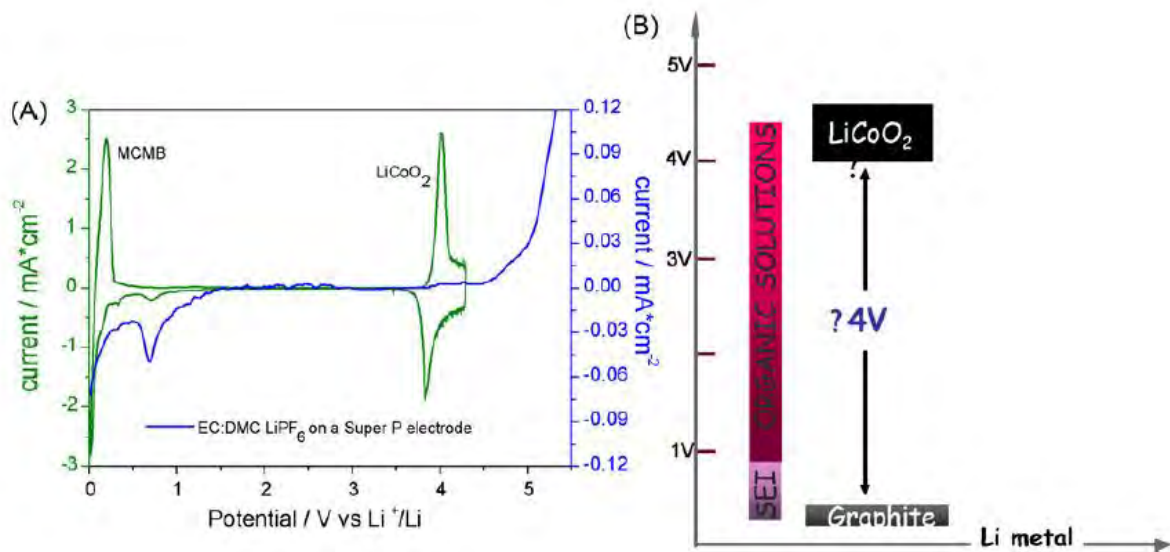 (A)
3
2
1
0
-1
-2
-3
current / mA*cm⁻²
MCMB
LiCoO₂
EC:DMC LiPF₆ on a Super P electrode
0.12
0.09
0.06
0.03
0.00
-0.03
-0.06
-0.09
-0.12
current / mA*cm⁻²
0 1 2 3 4 5
Potential / V vs Li⁺/Li
(B)
5V
4V
3V
1V
ORGANIC SOLUTIONS
SEI
LiCoO₂
?
?4V
Graphite
Li metal